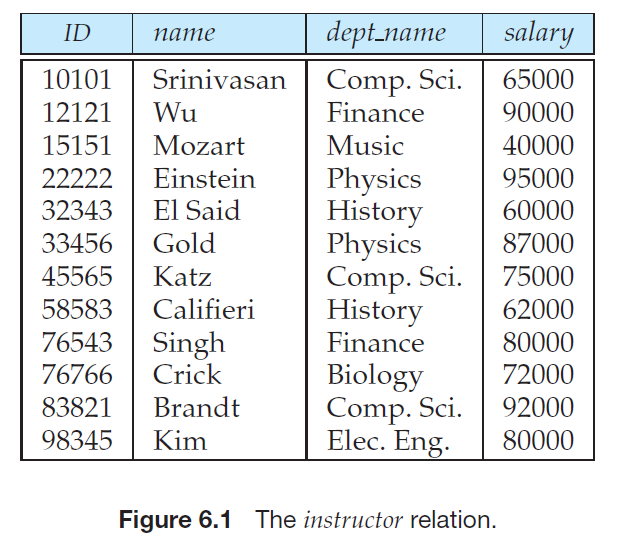 ID name dept_name salary
10101 Srinivasan Comp. Sci. 65000
12121 Wu Finance 90000
15151 Mozart Music 40000
22222 Einstein Physics 95000
32343 El Said History 60000
33456 Gold Physics 87000
45565 Katz Comp. Sci. 75000
58583 Califieri History 62000
76543 Singh Finance 80000
76766 Crick Biology 72000
83821 Brandt Comp. Sci. 92000
98345 Kim Elec. Eng. 80000
Figure 6.1 The instructor relation.